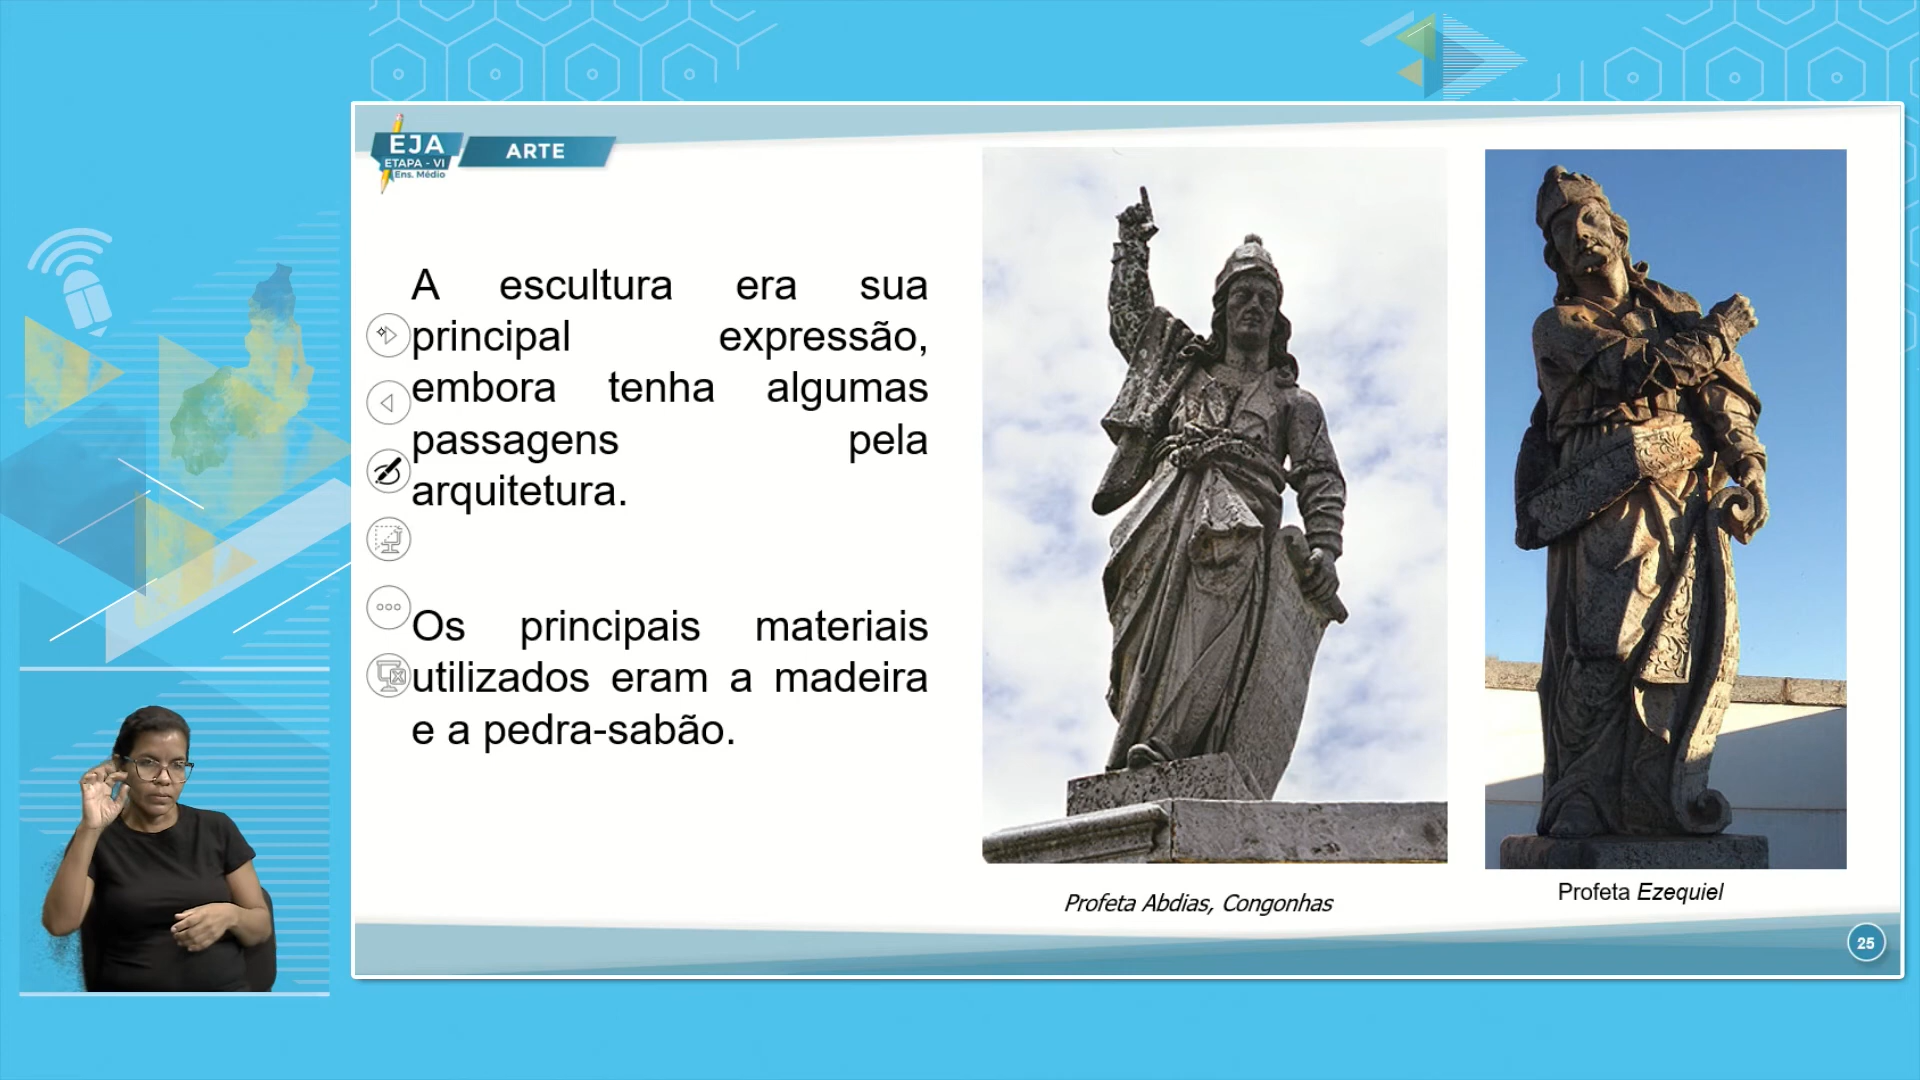 EJA
ETAPA - VI
Ens. Médio
ARTE
A escultura era sua
principal expressão,
embora tenha algumas
passagens pela
arquitetura.
Os principais materiais
utilizados eram a madeira
e a pedra-sabão.
Profeta Abdias, Congonhas
Profeta Ezequiel
25